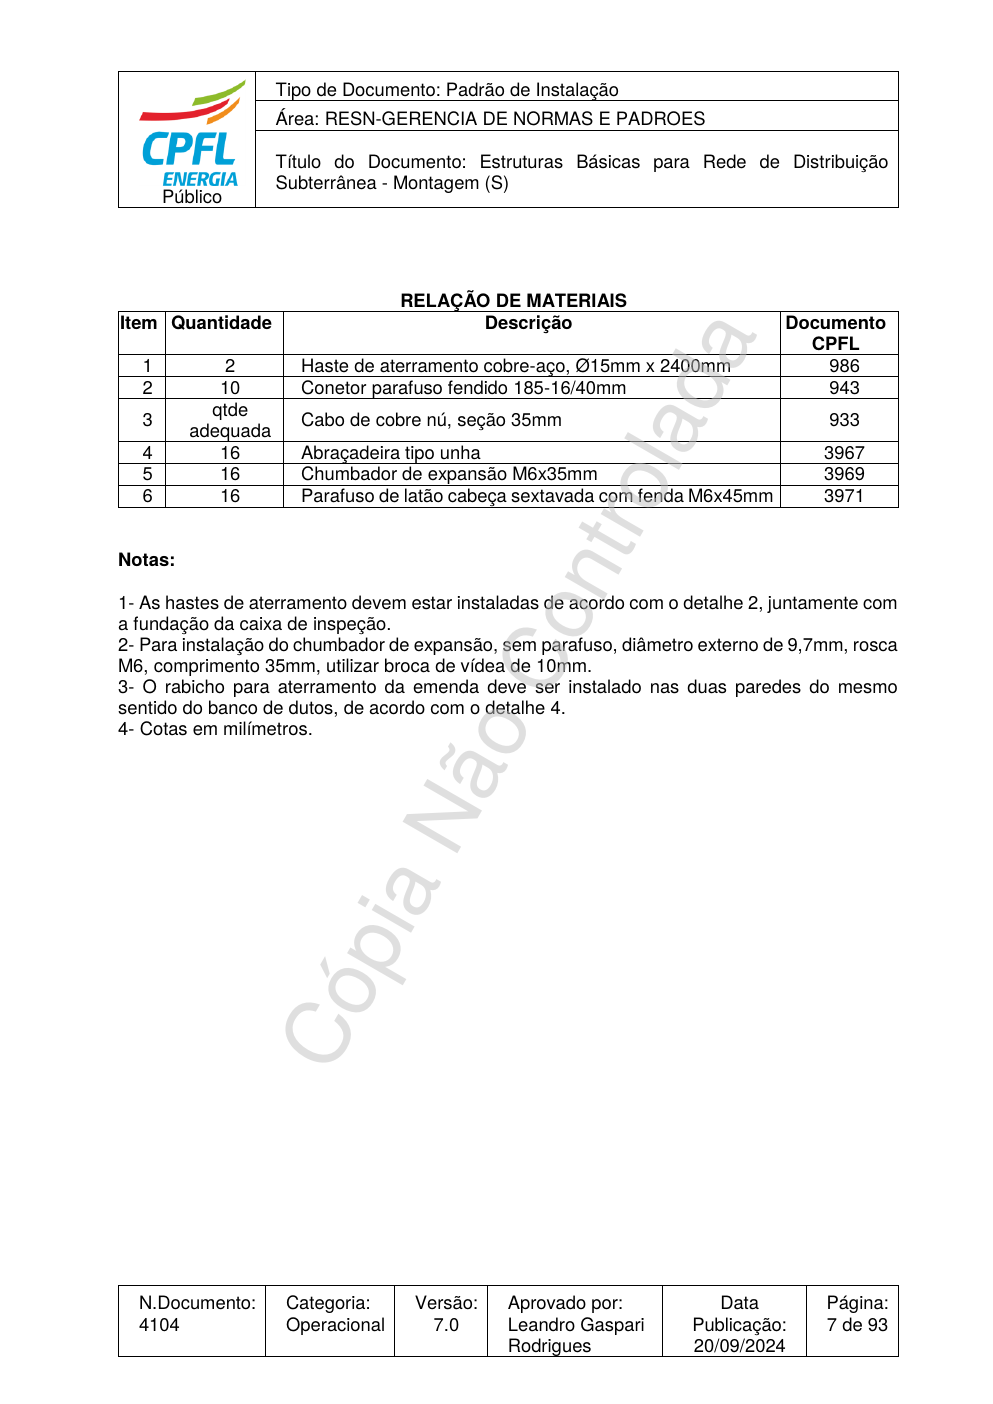 CPFL
ENERGIA
Público
Tipo de Documento: Padrão de Instalação
Área: RESN-GERENCIA DE NORMAS E PADROES
Título do Documento: Estruturas Básicas para Rede de Distribuição
Subterrânea - Montagem (S)
RELAÇÃO DE MATERIAIS
Item Quantidade Descrição Documento
CPFL
1 2 Haste de aterramento cobre-aço, Ø15mm x 2400mm 986
2 10 Conetor parafuso fendido 185-16/40mm 943
3 qtde
adequada Cabo de cobre nú, seção 35mm 933
4 16 Abraçadeira tipo unha 3967
5 16 Chumbador de expansão M6x35mm 3969
6 16 Parafuso de latão cabeça sextavada com fenda M6x45mm 3971
Notas:
1- As hastes de aterramento devem estar instaladas de acordo com o detalhe 2, juntamente com
a fundação da caixa de inspeção.
2- Para instalação do chumbador de expansão, sem parafuso, diâmetro externo de 9,7mm, rosca
M6, comprimento 35mm, utilizar broca de vídea de 10mm.
3- O rabicho para aterramento da emenda deve ser instalado nas duas paredes do mesmo
sentido do banco de dutos, de acordo com o detalhe 4.
4- Cotas em milímetros.
Cópia Não Controlada
N.Documento: Categoria: Versão: Aprovado por: Data Página:
4104 Operacional 7.0 Leandro Gaspari Publicação: 7 de 93
Rodrigues 20/09/2024